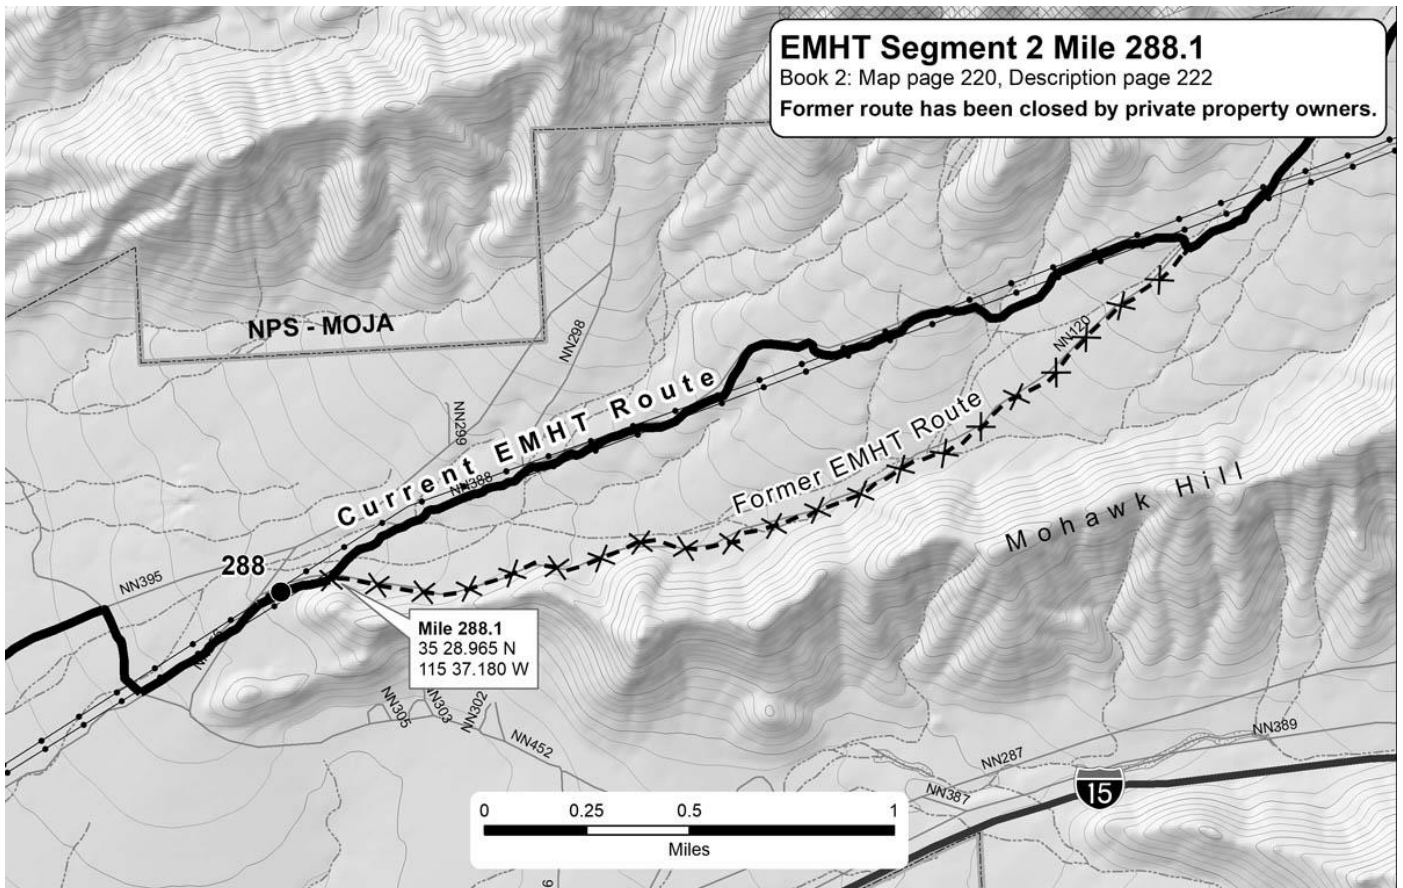 EMHT Segment 2 Mile 288.1
Book 2: Map page 220, Description page 222
Former route has been closed by private property owners.
NPS - MOJA
NN298
NN120
NN299
Current EMHT Route
NN388
Former EMHT Route
Mohawk Hill
288
NN395
Mile 288.1
35 28.965 N
115 37.180 W
NN305
NN303
NN302
NN452
NN389
NN287
NN387
15
0 0.25 0.5 1
Miles